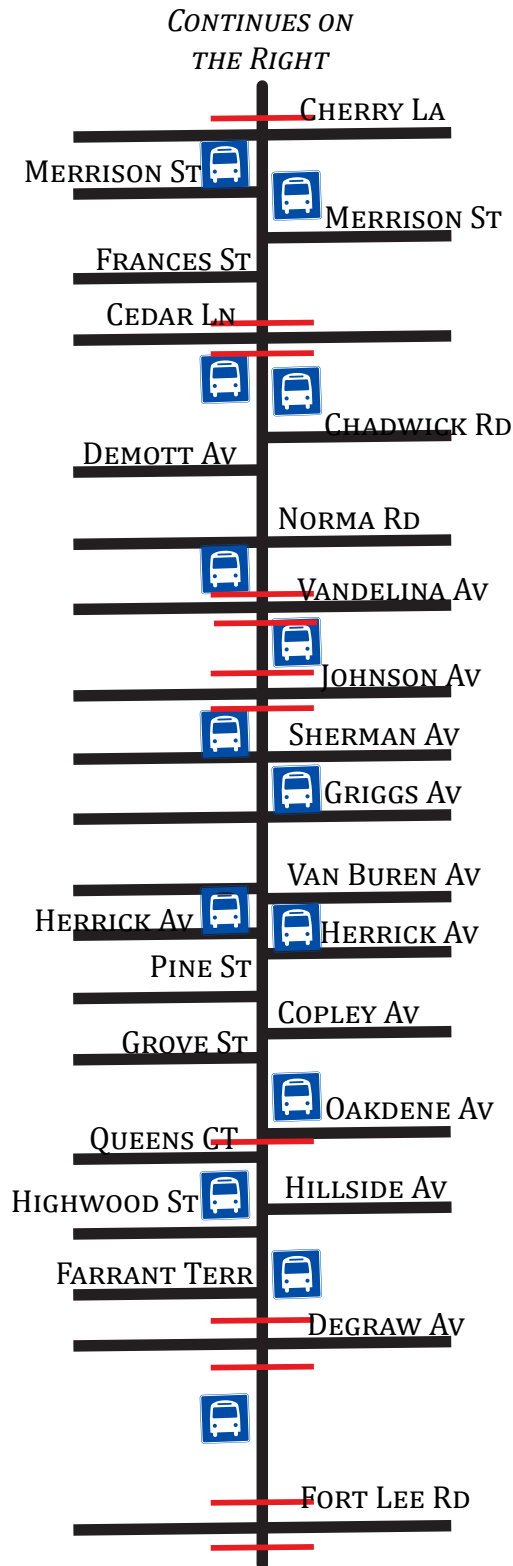 CONTINUES ON
THE RIGHT
CHERRY LA
MERRISON ST
MERRISON ST
FRANCES ST
CEDAR LN
CHADWICK RD
DEMOTT AV
NORMA RD
VANDELINA AV
JOHNSON AV
SHERMAN AV
GRIGGS AV
VAN BUREN AV
HERRICK AV
HERRICK AV
PINE ST
COPLEY AV
GROVE ST
OAKDENE AV
QUEENS CT
HILLSIDE AV
HIGHWOOD ST
FARRANT TERR
DEGRAW AV
FORT LEE RD